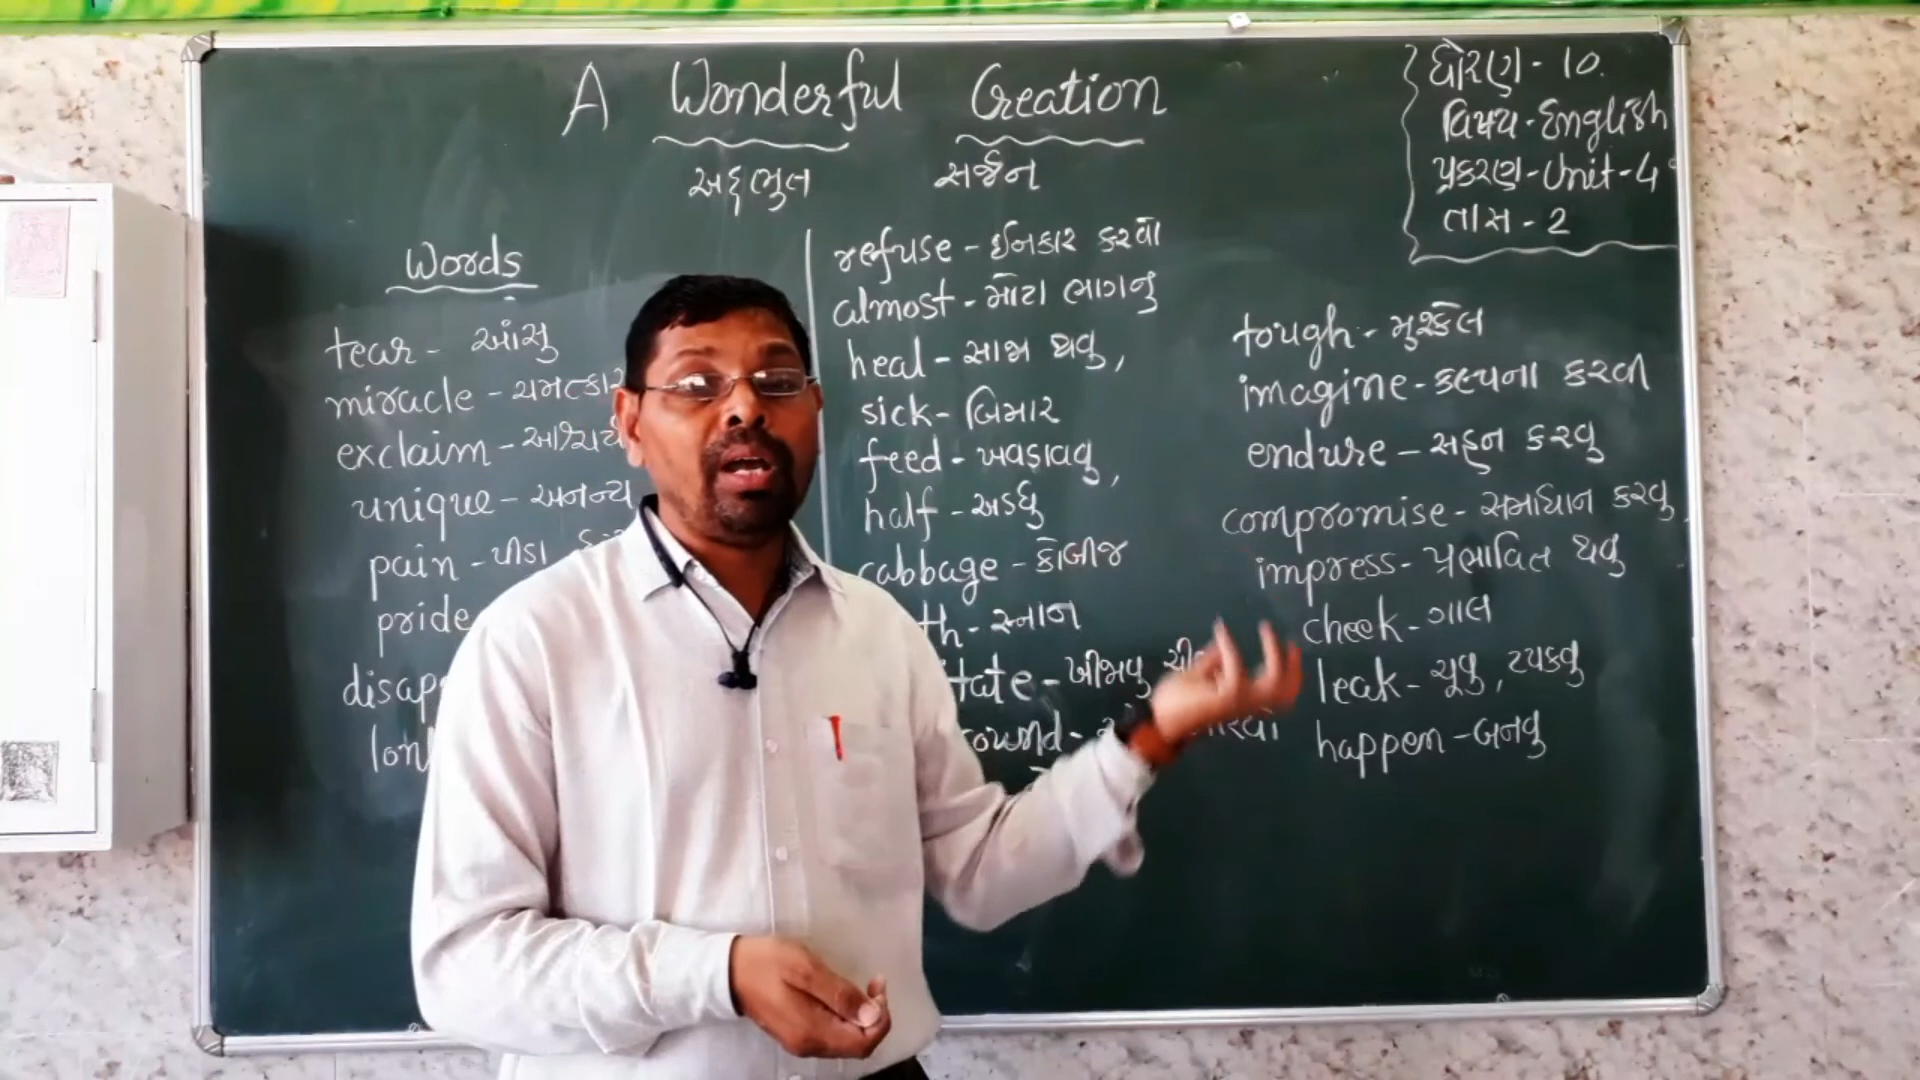 A Wonderful Creation
અદ્ભુત સર્જન
ધોરણ - 10.
વિષય - English
પ્રકરણ - Unit - 4
તાસ - 2
Words
tear - આંસુ
miracle - ચમત્કાર
exclaim - આશ્ચર્ય
unique - અનન્ય
pain - પીડા
pride
refuse - ઈનકાર કરવો
almost - મોટા ભાગનું
heal - સાજા થવુ,
sick - બિમાર
feed - ખવડાવવુ,
half - અડધુ
cabbage - કોબીજ
th - સ્નાન
tate - ખીજાવુ
ound -
tough - મુશ્કેલ
imagine - કલ્પના કરવી
endure - સહન કરવુ
compromise - સમાધાન કરવુ
impress - પ્રભાવિત થવુ
cheek - ગાલ
leak - ચૂવુ, ટપકવુ
happen - બનવુ